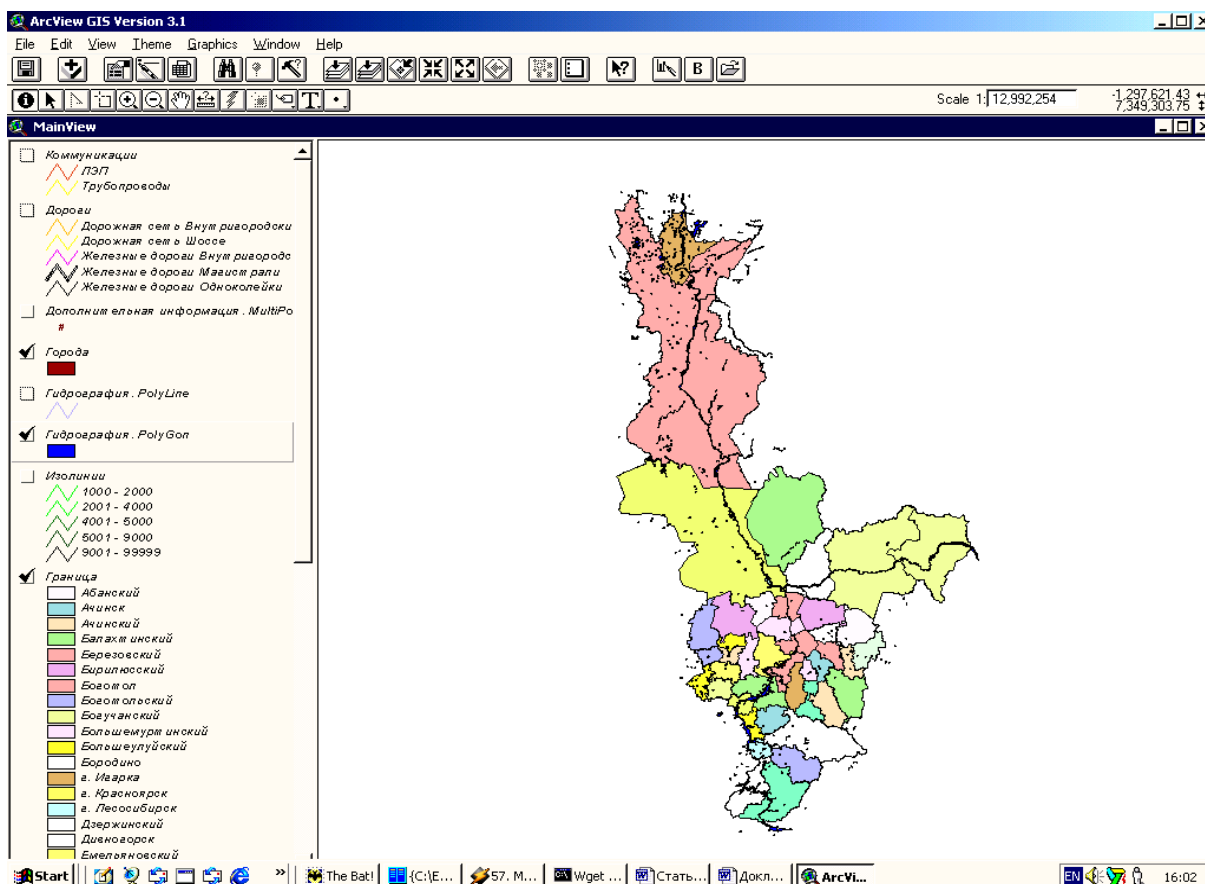 ArcView GIS Version 3.1
File Edit View Theme Graphics Window Help
Scale 1: 12,992,254
-1,297,621.43
7,349,303.75
MainView
Коммуникации
ЛЭП
Трубопроводы
Дороги
Дорожная сеть Внутригородски
Дорожная сеть Шоссе
Железные дороги Внутригородс
Железные дороги Магистрали
Железные дороги Одноколейки
Дополнительная информация. MultiPo
#
Города
Гидрография. PolyLine
Гидрография. PolyGon
Изолинии
1000 - 2000
2001 - 4000
4001 - 5000
5001 - 9000
9001 - 99999
Граница
Абанский
Ачинск
Ачинский
Балахтинский
Березовский
Бирилюсский
Боготол
Боготольский
Богучанский
Большемуртинский
Большеулуйский
Бородино
г. Игарка
г. Красноярск
г. Лесосибирск
Дзержинский
Дивногорск
Емельяновский
Start » The Bat! {C:\E... 57. M... Wget ... Стать... Докл... ArcVi... EN 16:02